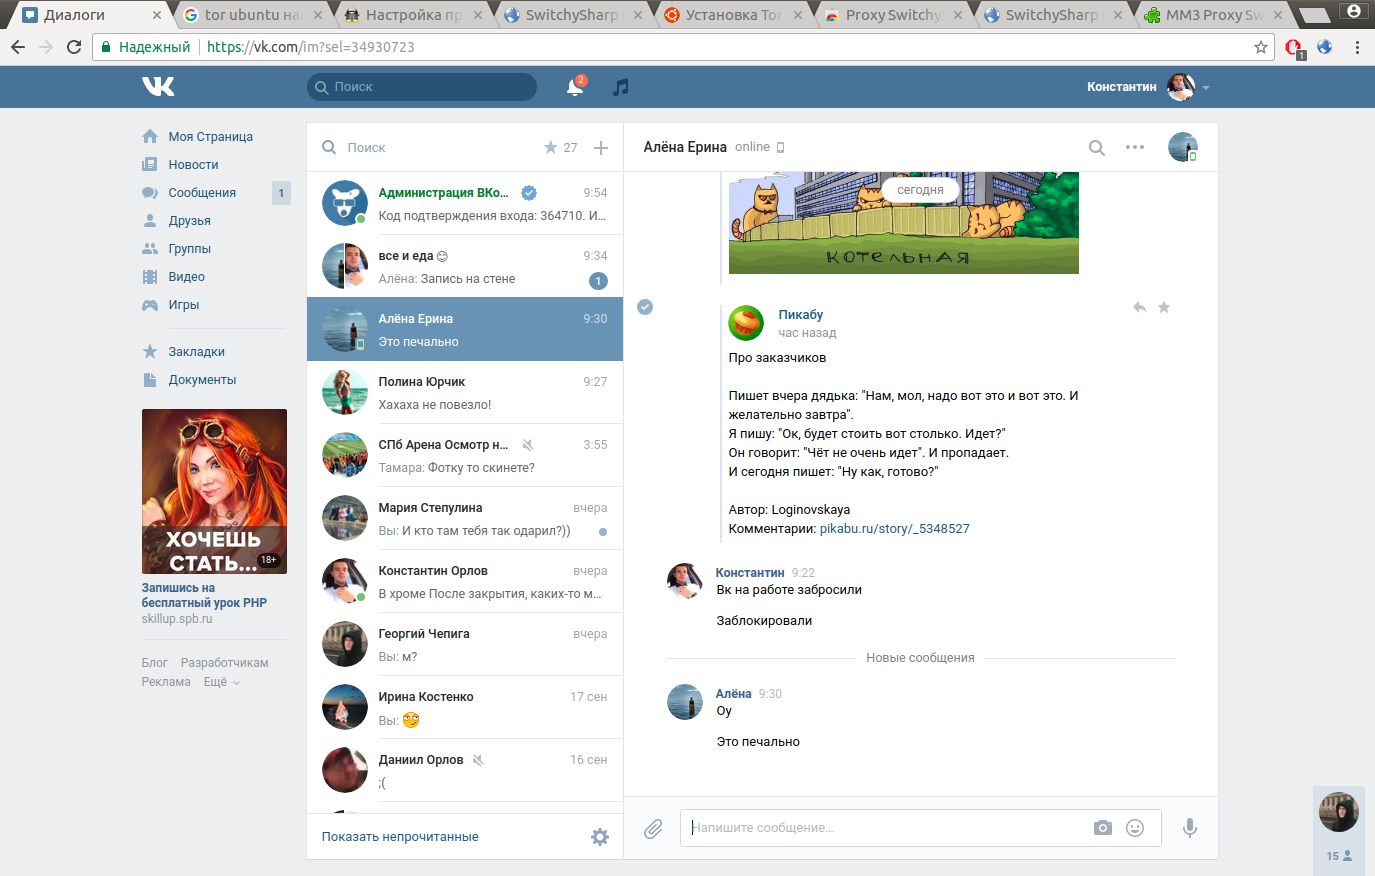 Диалоги
tor ubuntu нас
Настройка пр
SwitchySharp
Установка Tor
Proxy Switchy
SwitchySharp
MM3 Proxy Sw
Надежный
https://vk.com/im?sel=34930723
1
Поиск
2
Константин
Моя Страница
Новости
Сообщения
1
Друзья
Группы
Видео
Игры
Закладки
Документы
ХОЧЕШЬ
СТАТЬ...
18+
Запишись на
бесплатный урок PHP
skillup.spb.ru
Блог Разработчикам
Реклама Ещё
Поиск
27
Администрация ВКо...
9:54
Код подтверждения входа: 364710. И...
все и еда
9:34
Алёна: Запись на стене
1
Алёна Ерина
9:30
Это печально
Полина Юрчик
9:27
Хахаха не повезло!
СПб Арена Осмотр н...
3:55
Тамара: Фотку то скинете?
Мария Степулина
вчера
Вы: И кто там тебя так одарил?))
Константин Орлов
вчера
В хроме После закрытия, каких-то м...
Георгий Чепига
вчера
Вы: м?
Ирина Костенко
17 сен
Вы:
Даниил Орлов
16 сен
;(
Показать непрочитанные
Алёна Ерина online
сегодня
КОТЕЛЬНАЯ
Пикабу
час назад
Про заказчиков
Пишет вчера дядька: "Нам, мол, надо вот это и вот это. И
желательно завтра".
Я пишу: "Ок, будет стоить вот столько. Идет?"
Он говорит: "Чёт не очень идет". И пропадает.
И сегодня пишет: "Ну как, готово?"
Автор: Loginovskaya
Комментарии: pikabu.ru/story/_5348527
Константин 9:22
Вк на работе забросили
Заблокировали
Новые сообщения
Алёна 9:30
Оу
Это печально
Напишите сообщение...
15